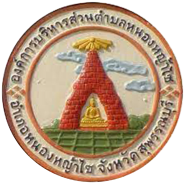 องค์การบริหารส่วนตำบลหนองหญ้าไซ
อำเภอหนองหญ้าไซ จังหวัดสุพรรณบุรี